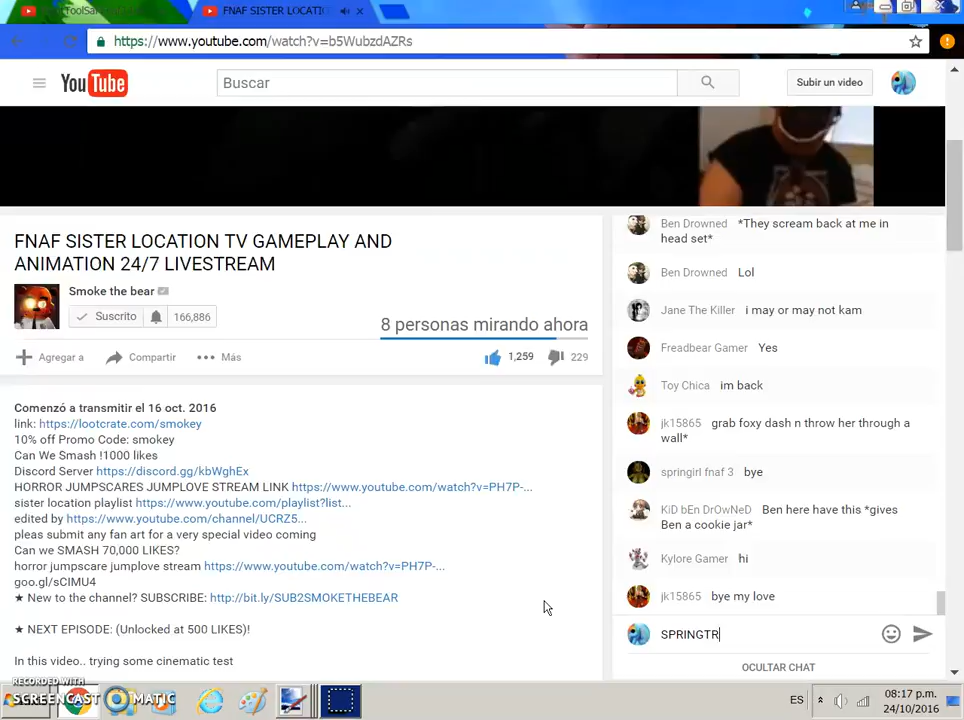 FNAF SISTER LOCATI
https://www.youtube.com/watch?v=b5WubzdAZRs
YouTube
Buscar
Subir un video
FNAF SISTER LOCATION TV GAMEPLAY AND
ANIMATION 24/7 LIVESTREAM
Smoke the bear
Suscrito
166,886
8 personas mirando ahora
Agregar a
Compartir
Más
1,259
229
Comenzó a transmitir el 16 oct. 2016
link: https://lootcrate.com/smokey
10% off Promo Code: smokey
Can We Smash !1000 likes
Discord Server https://discord.gg/kbWghEx
HORROR JUMPSCARES JUMPLOVE STREAM LINK https://www.youtube.com/watch?v=PH7P-...
sister location playlist https://www.youtube.com/playlist?list...
edited by https://www.youtube.com/channel/UCRZ5...
pleas submit any fan art for a very special video coming
Can we SMASH 70,000 LIKES?
horror jumpscare jumplove stream https://www.youtube.com/watch?v=PH7P-...
goo.gl/sCIMU4
★ New to the channel? SUBSCRIBE: http://bit.ly/SUB2SMOKETHEBEAR
★ NEXT EPISODE: (Unlocked at 500 LIKES)!
In this video.. trying some cinematic test
Ben Drowned *They scream back at me in
head set*
Ben Drowned Lol
Jane The Killer i may or may not kam
Freadbear Gamer Yes
Toy Chica im back
jk15865 grab foxy dash n throw her through a
wall*
springirl fnaf 3 bye
KiD bEn DrOwNeD Ben here have this *gives
Ben a cookie jar*
Kylore Gamer hi
jk15865 bye my love
SPRINGTR
OCULTAR CHAT
RECORDED WITH
SCREENCAST MATIC
ES
08:17 p.m.
24/10/2016